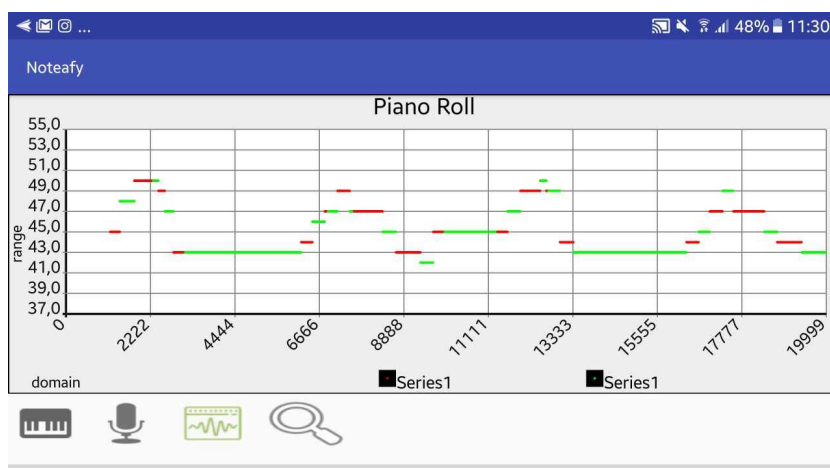 ... 48% 11:30
Noteafy
Piano Roll
55,0
53,0
51,0
49,0
47,0
45,0
43,0
41,0
39,0
37,0
range
0 2222 4444 6666 8888 11111 13333 15555 17777 19999
domain Series1 Series1